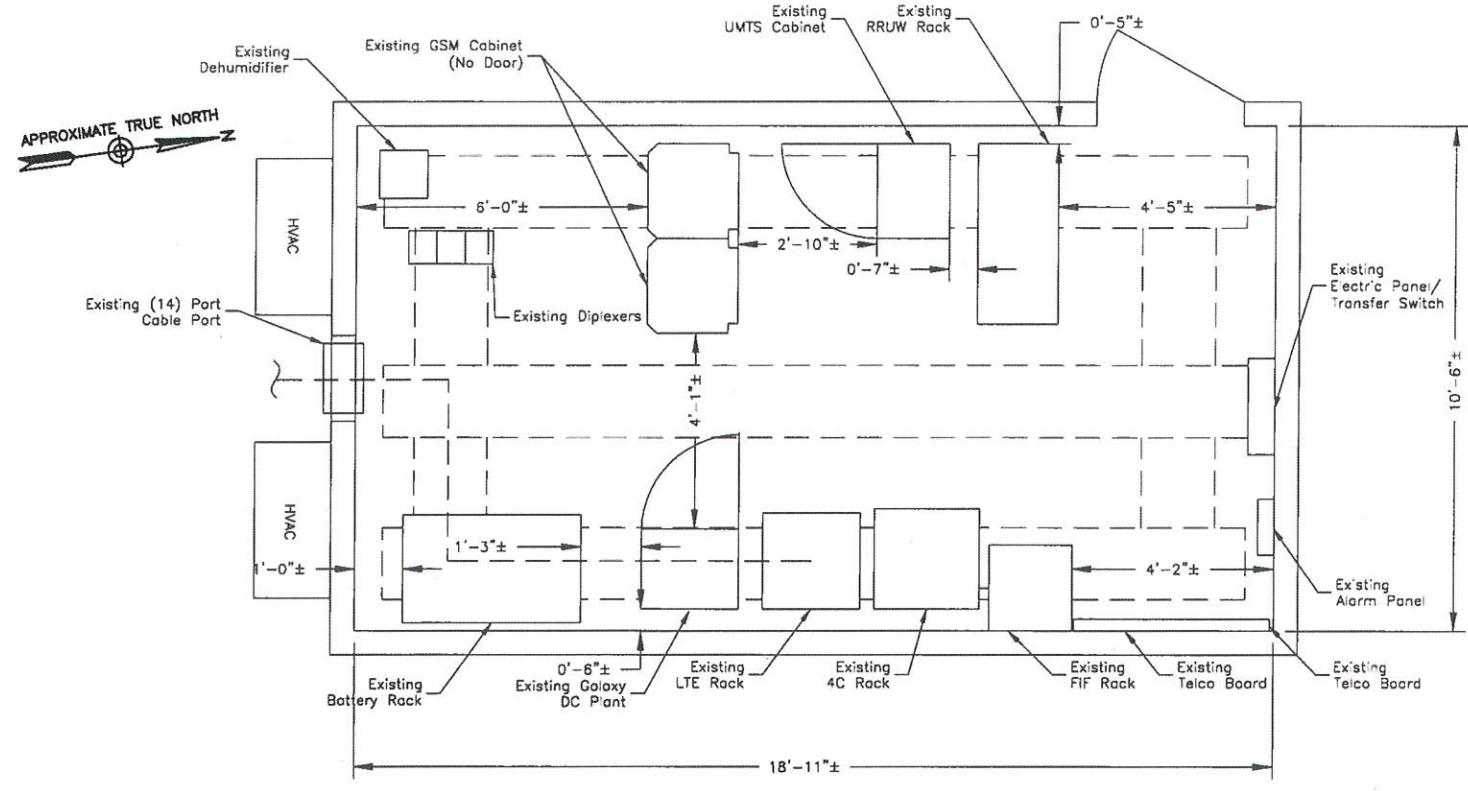 Existing
UMTS Cabinet
Existing
RRUW Rack
0'-5"±
Existing
Dehumidifier
Existing GSM Cabinet
(No Door)
APPROXIMATE TRUE NORTH
N
HVAC
6'-0"±
2'-10"±
0'-7"±
4'-5"±
Existing
Electric Panel/
Transfer Switch
Existing (14) Port
Cable Port
Existing Diplexers
4'-1"±
10'-6"±
HVAC
1'-0"±
1'-3"±
4'-2"±
Existing
Alarm Panel
0'-6"±
Existing
Battery Rack
Existing Galaxy
DC Plant
Existing
LTE Rack
Existing
4C Rack
Existing
FIF Rack
Existing
Telco Board
Existing
Telco Board
18'-11"±